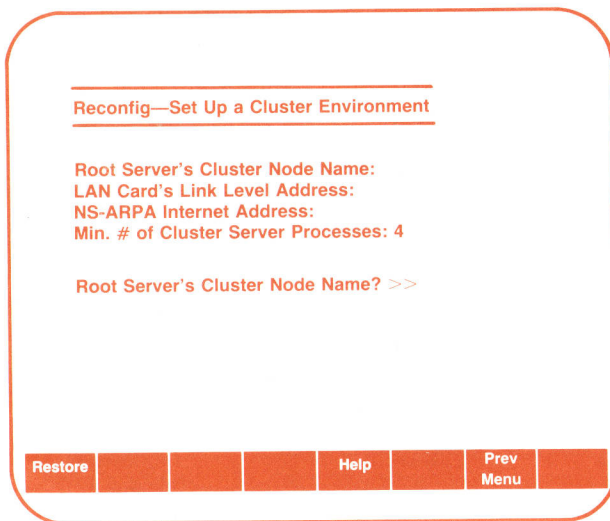 Reconfig—Set Up a Cluster Environment
Root Server's Cluster Node Name:
LAN Card's Link Level Address:
NS-ARPA Internet Address:
Min. # of Cluster Server Processes: 4
Root Server's Cluster Node Name? >>
Restore Help Prev Menu